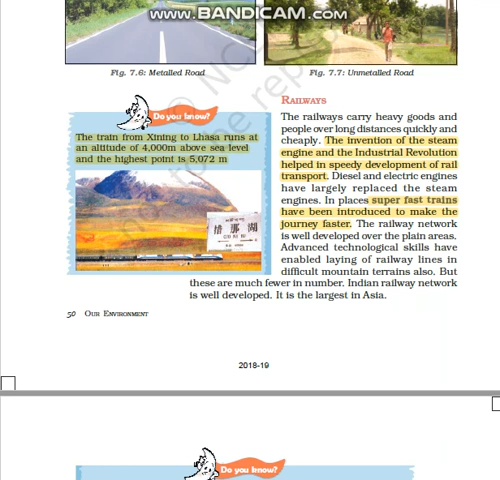 www.BANDICAM.com
Fig. 7.6: Metalled Road
Fig. 7.7: Unmetalled Road
Do you know?
The train from Xining to Lhasa runs at
an altitude of 4,000m above sea level
and the highest point is 5,072 m
RAILWAYS
The railways carry heavy goods and
people over long distances quickly and
cheaply. The invention of the steam
engine and the Industrial Revolution
helped in speedy development of rail
transport. Diesel and electric engines
have largely replaced the steam
engines. In places super fast trains
have been introduced to make the
journey faster. The railway network
is well developed over the plain areas.
Advanced technological skills have
enabled laying of railway lines in
difficult mountain terrains also. But
these are much fewer in number. Indian railway network
is well developed. It is the largest in Asia.
50 OUR ENVIRONMENT
2018-19
Do you know?